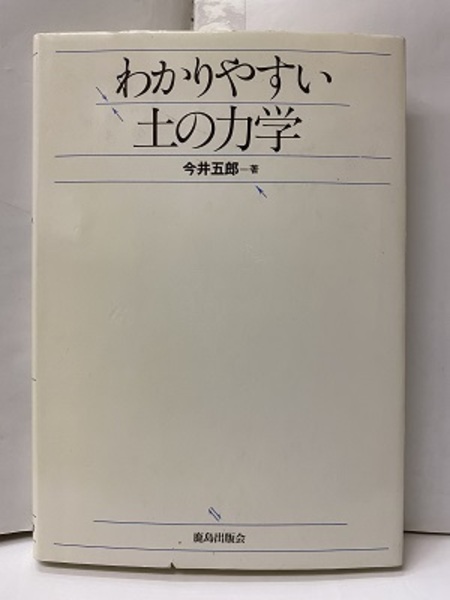 わかりやすい
土の力学
今井五郎―著
鹿島出版会